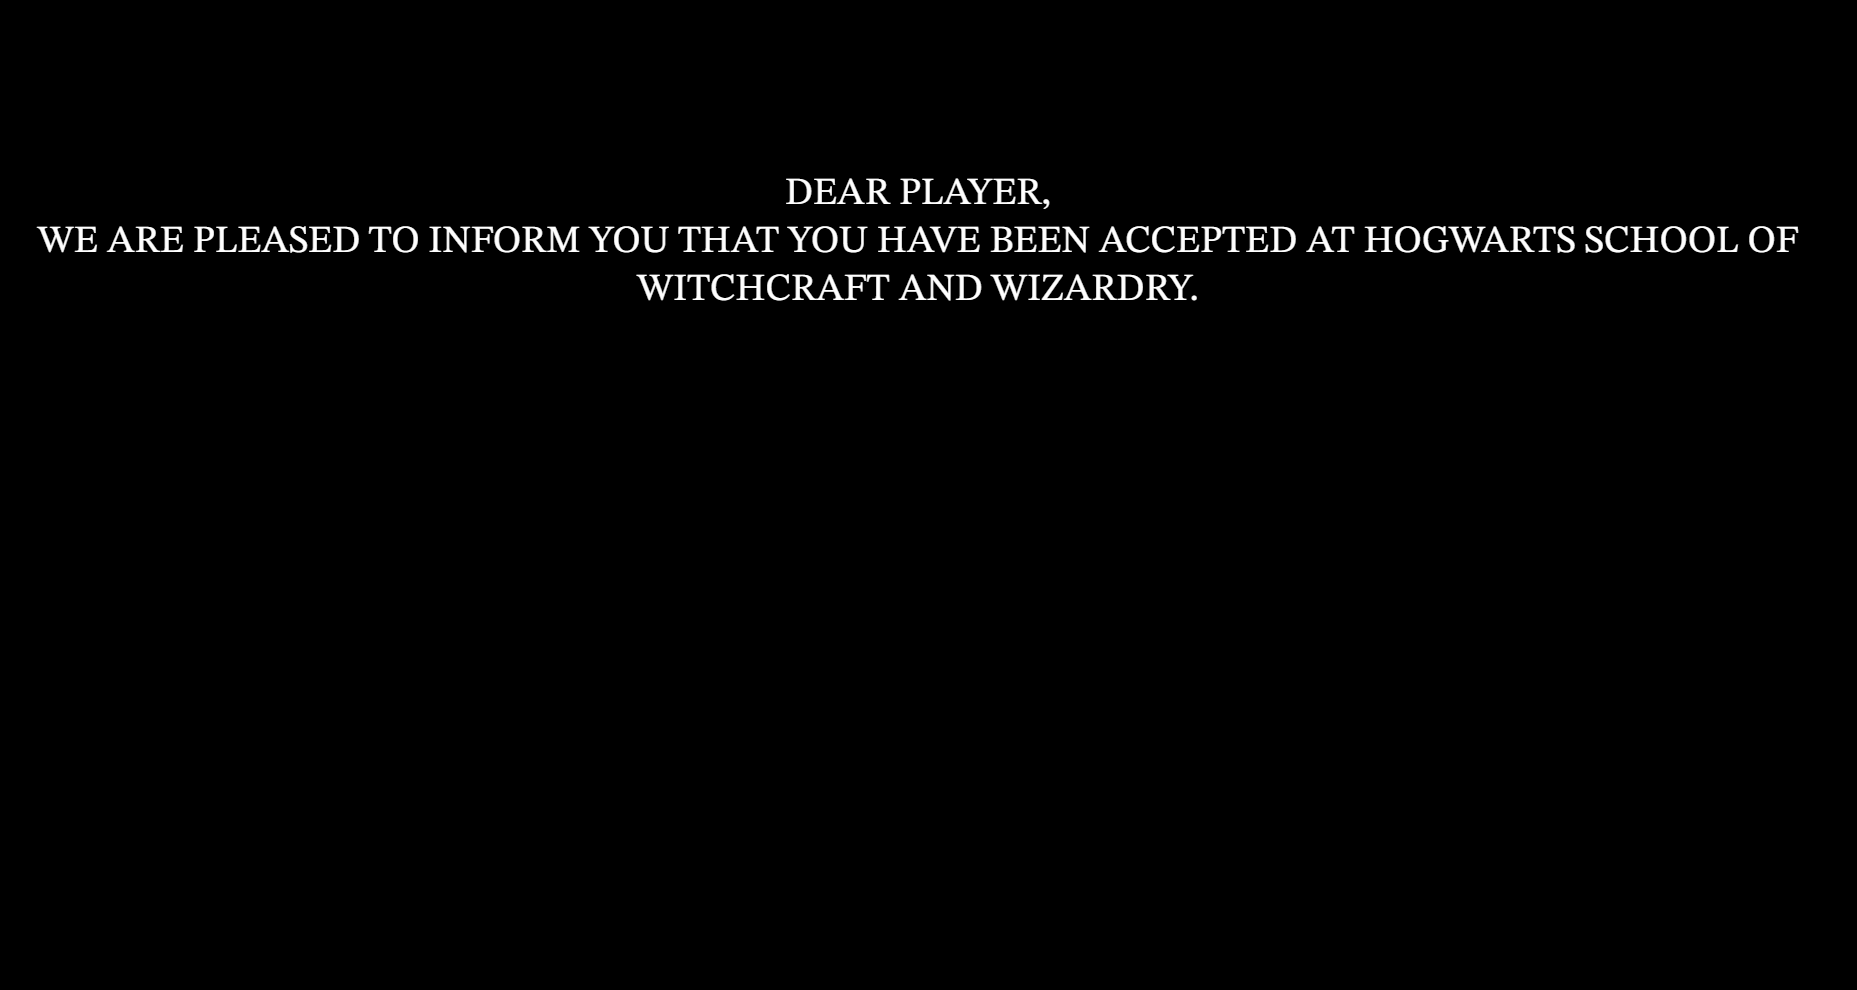 DEAR PLAYER,
WE ARE PLEASED TO INFORM YOU THAT YOU HAVE BEEN ACCEPTED AT HOGWARTS SCHOOL OF
WITCHCRAFT AND WIZARDRY.